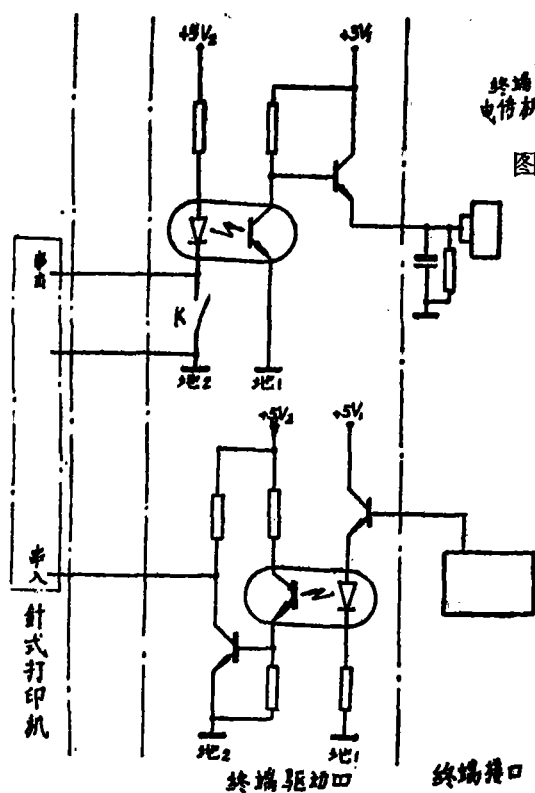 +5V₂
+5V₁
终端
电传机
图
串出
K
地2
地1
+5V₂
+5V₁
串入
针式打印机
地2
地1
终端驱动口
终端接口